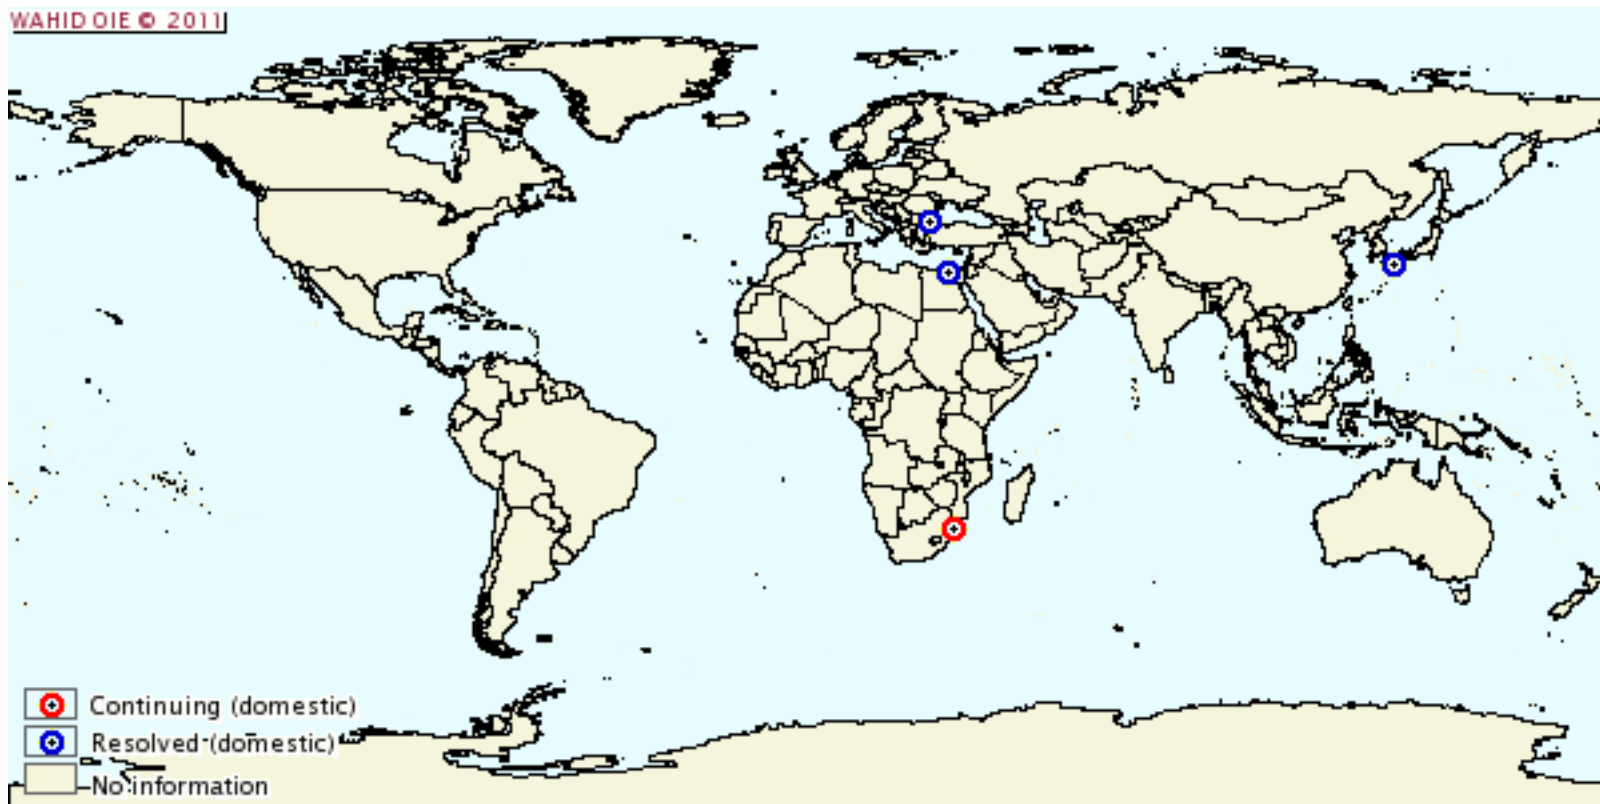 WAHID OIE © 2011
Continuing (domestic)
Resolved (domestic)
No information